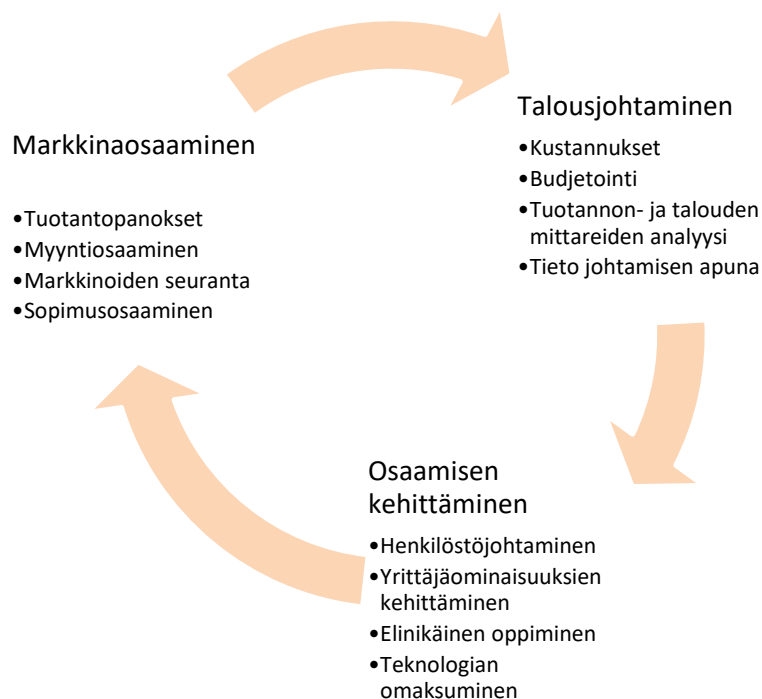 Markkinaosaaminen
•Tuotantopanokset
•Myyntiosaaminen
•Markkinoiden seuranta
•Sopimusosaaminen
Talousjohtaminen
•Kustannukset
•Budjetointi
•Tuotannon- ja talouden
mittareiden analyysi
•Tieto johtamisen apuna
Osaamisen
kehittäminen
•Henkilöstöjohtaminen
•Yrittäjäominaisuuksien
kehittäminen
•Elinikäinen oppiminen
•Teknologian
omaksuminen